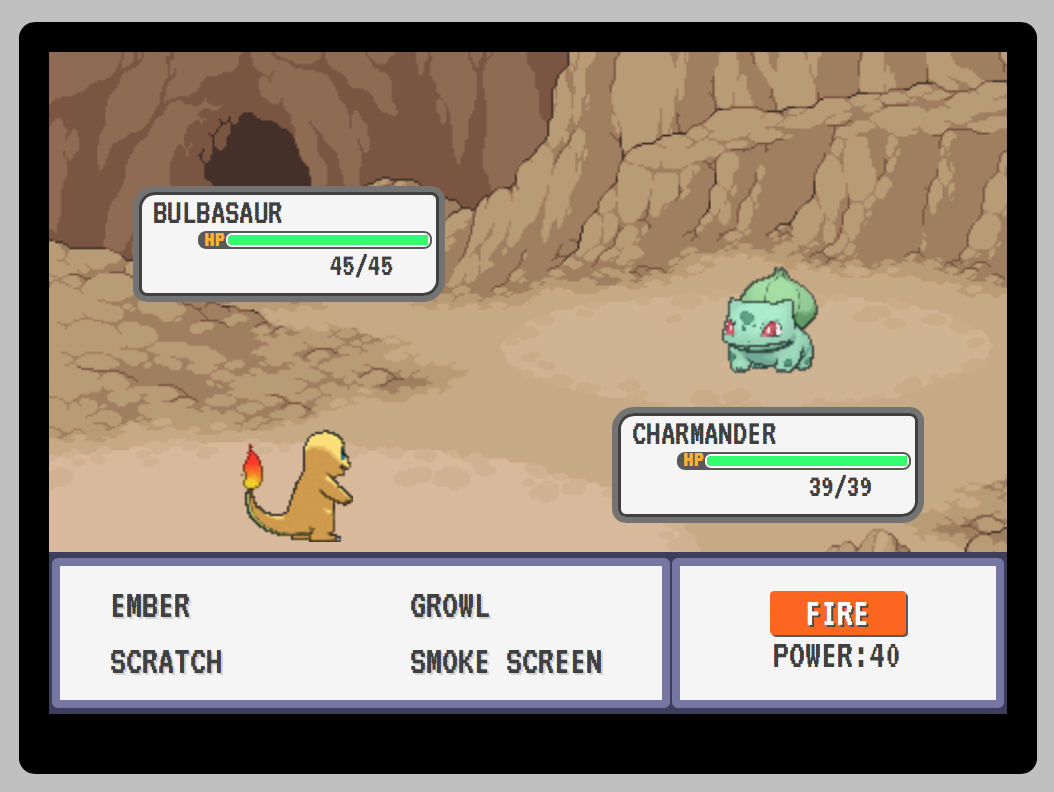 BULBASAUR
HP
45/45
CHARMANDER
HP
39/39
EMBER GROWL
SCRATCH SMOKE SCREEN
FIRE
POWER:40